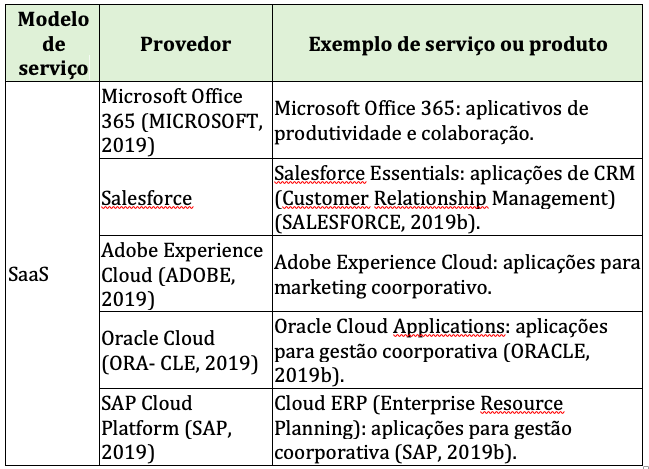 Modelo
de
serviço
Provedor
Exemplo de serviço ou produto
SaaS
Microsoft Office
365 (MICROSOFT,
2019)
Microsoft Office 365: aplicativos de
produtividade e colaboração.
Salesforce
Salesforce Essentials: aplicações de CRM
(Customer Relationship Management)
(SALESFORCE, 2019b).
Adobe Experience
Cloud (ADOBE,
2019)
Adobe Experience Cloud: aplicações para
marketing coorporativo.
Oracle Cloud
(ORA- CLE, 2019)
Oracle Cloud Applications: aplicações
para gestão coorporativa (ORACLE,
2019b).
SAP Cloud
Platform (SAP,
2019)
Cloud ERP (Enterprise Resource
Planning): aplicações para gestão
coorporativa (SAP, 2019b).